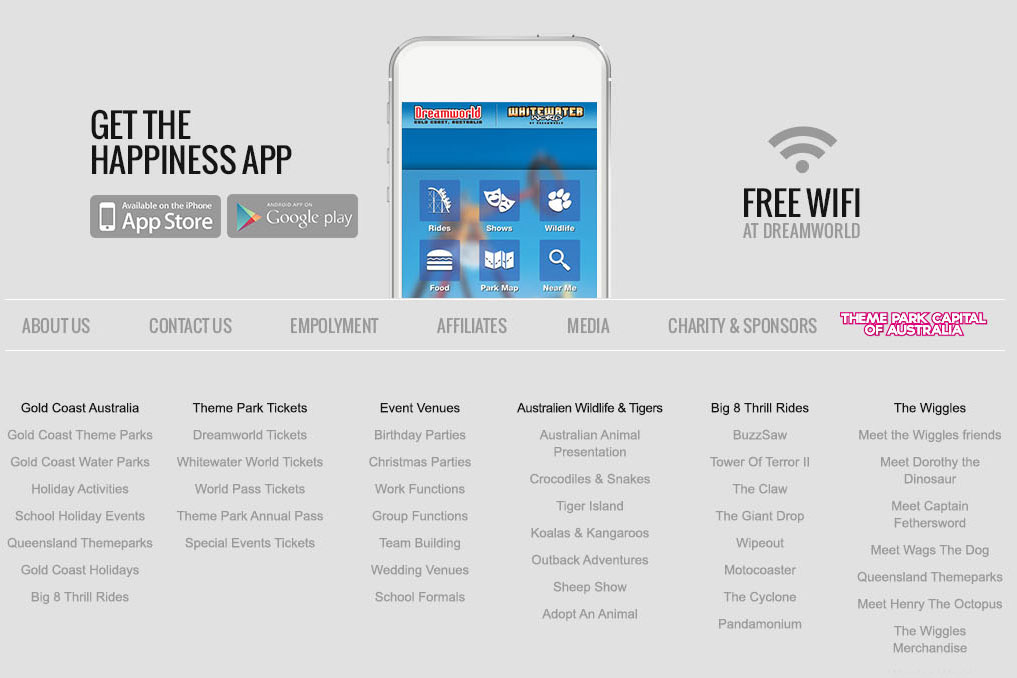 GET THE
HAPPINESS APP
Available on the iPhone
App Store
ANDROID APP ON
Google play
Dreamworld
GOLD COAST, AUSTRALIA
WHITEWATER
WORLD
BY DREAMWORLD
Rides
Shows
Wildlife
Food
Park Map
Near Me
FREE WIFI
AT DREAMWORLD
ABOUT US
CONTACT US
EMPOLYMENT
AFFILIATES
MEDIA
CHARITY & SPONSORS
THEME PARK CAPITAL
OF AUSTRALIA
Gold Coast Australia
Gold Coast Theme Parks
Gold Coast Water Parks
Holiday Activities
School Holiday Events
Queensland Themeparks
Gold Coast Holidays
Big 8 Thrill Rides
Theme Park Tickets
Dreamworld Tickets
Whitewater World Tickets
World Pass Tickets
Theme Park Annual Pass
Special Events Tickets
Event Venues
Birthday Parties
Christmas Parties
Work Functions
Group Functions
Team Building
Wedding Venues
School Formals
Australien Wildlife & Tigers
Australian Animal
Presentation
Crocodiles & Snakes
Tiger Island
Koalas & Kangaroos
Outback Adventures
Sheep Show
Adopt An Animal
Big 8 Thrill Rides
BuzzSaw
Tower Of Terror II
The Claw
The Giant Drop
Wipeout
Motocoaster
The Cyclone
Pandamonium
The Wiggles
Meet the Wiggles friends
Meet Dorothy the
Dinosaur
Meet Captain
Fethersword
Meet Wags The Dog
Queensland Themeparks
Meet Henry The Octopus
The Wiggles
Merchandise